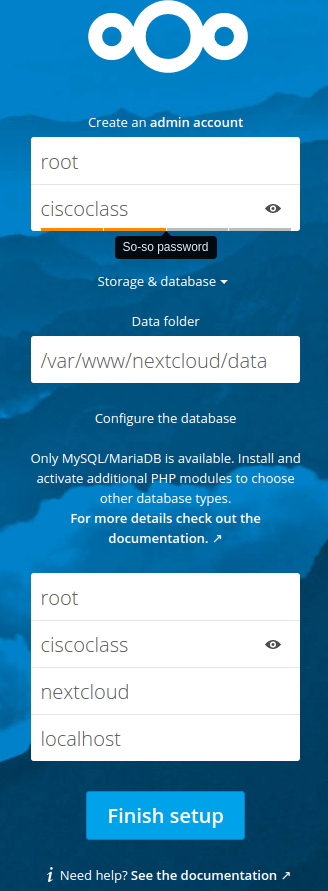 Create an admin account
root
ciscoclass
So-so password
Storage & database
Data folder
/var/www/nextcloud/data
Configure the database
Only MySQL/MariaDB is available. Install and
activate additional PHP modules to choose
other database types.
For more details check out the
documentation. ↗
root
ciscoclass
nextcloud
localhost
Finish setup
i Need help? See the documentation ↗